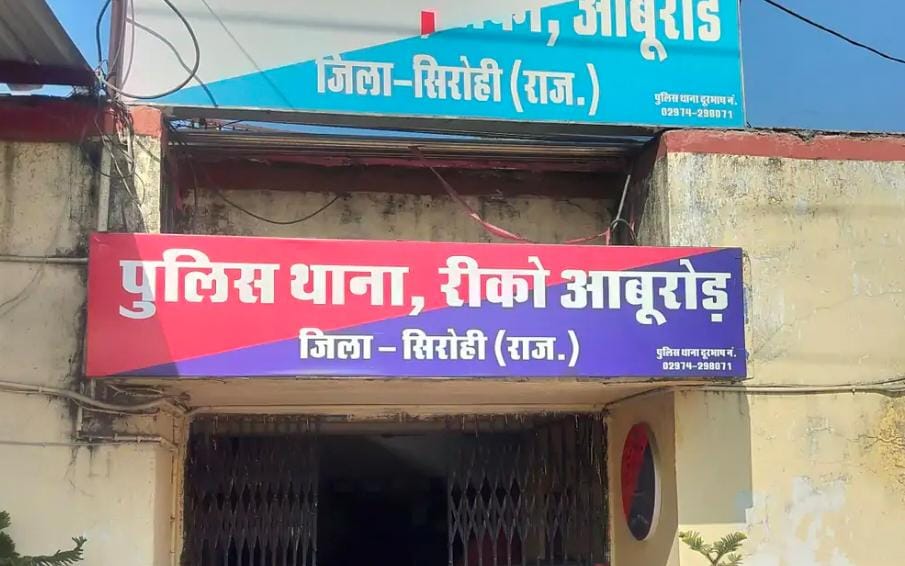 आबूरोड
जिला-सिरोही (राज.)
पुलिस थाना दूरभाष नं.
02974-298071
पुलिस थाना, रीको आबूरोड़
जिला - सिरोही (राज.)
पुलिस थाना दूरभाष नं.
02974-298071